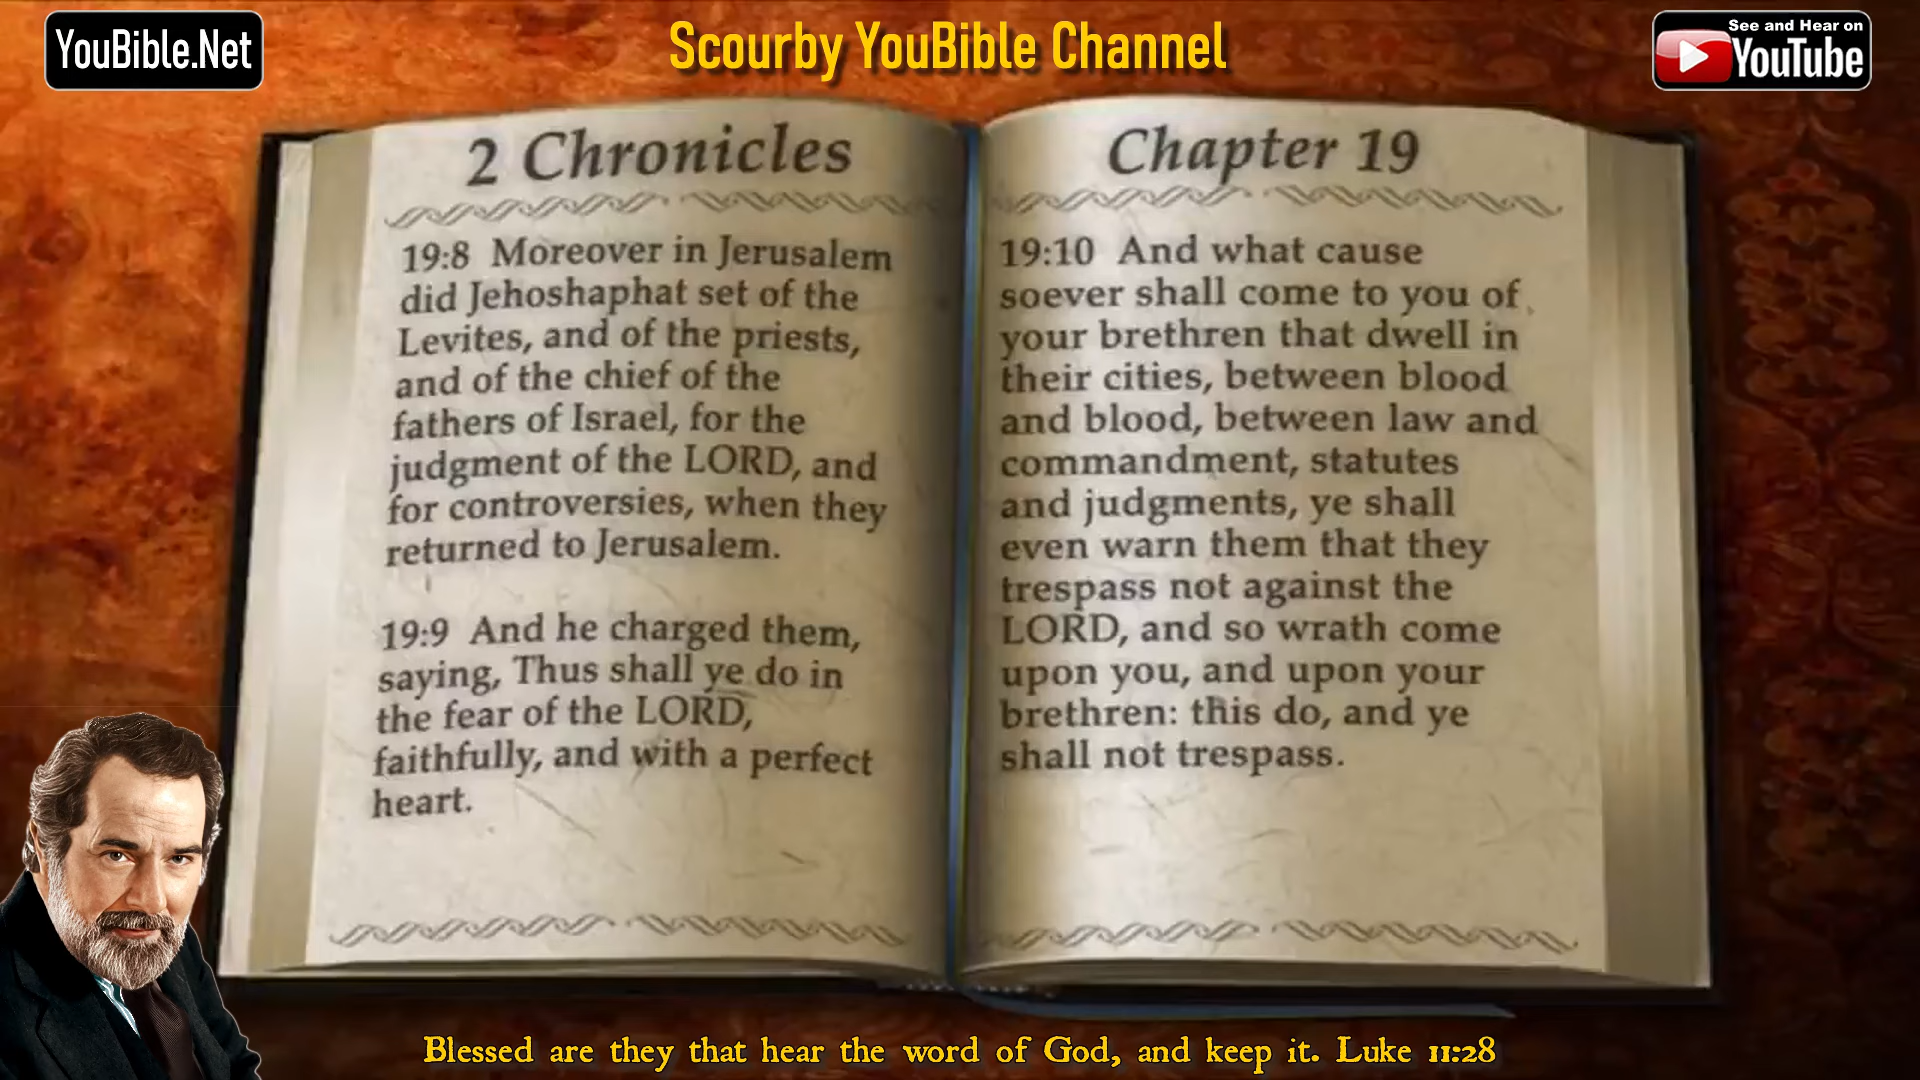 YouBible.Net
Scourby YouBible Channel
See and Hear on
YouTube
2 Chronicles
19:8 Moreover in Jerusalem
did Jehoshaphat set of the
Levites, and of the priests,
and of the chief of the
fathers of Israel, for the
judgment of the LORD, and
for controversies, when they
returned to Jerusalem.
19:9 And he charged them,
saying, Thus shall ye do in
the fear of the LORD,
faithfully, and with a perfect
heart.
Chapter 19
19:10 And what cause
soever shall come to you of
your brethren that dwell in
their cities, between blood
and blood, between law and
commandment, statutes
and judgments, ye shall
even warn them that they
trespass not against the
LORD, and so wrath come
upon you, and upon your
brethren: this do, and ye
shall not trespass.
Blessed are they that hear the word of God, and keep it. Luke 11:28